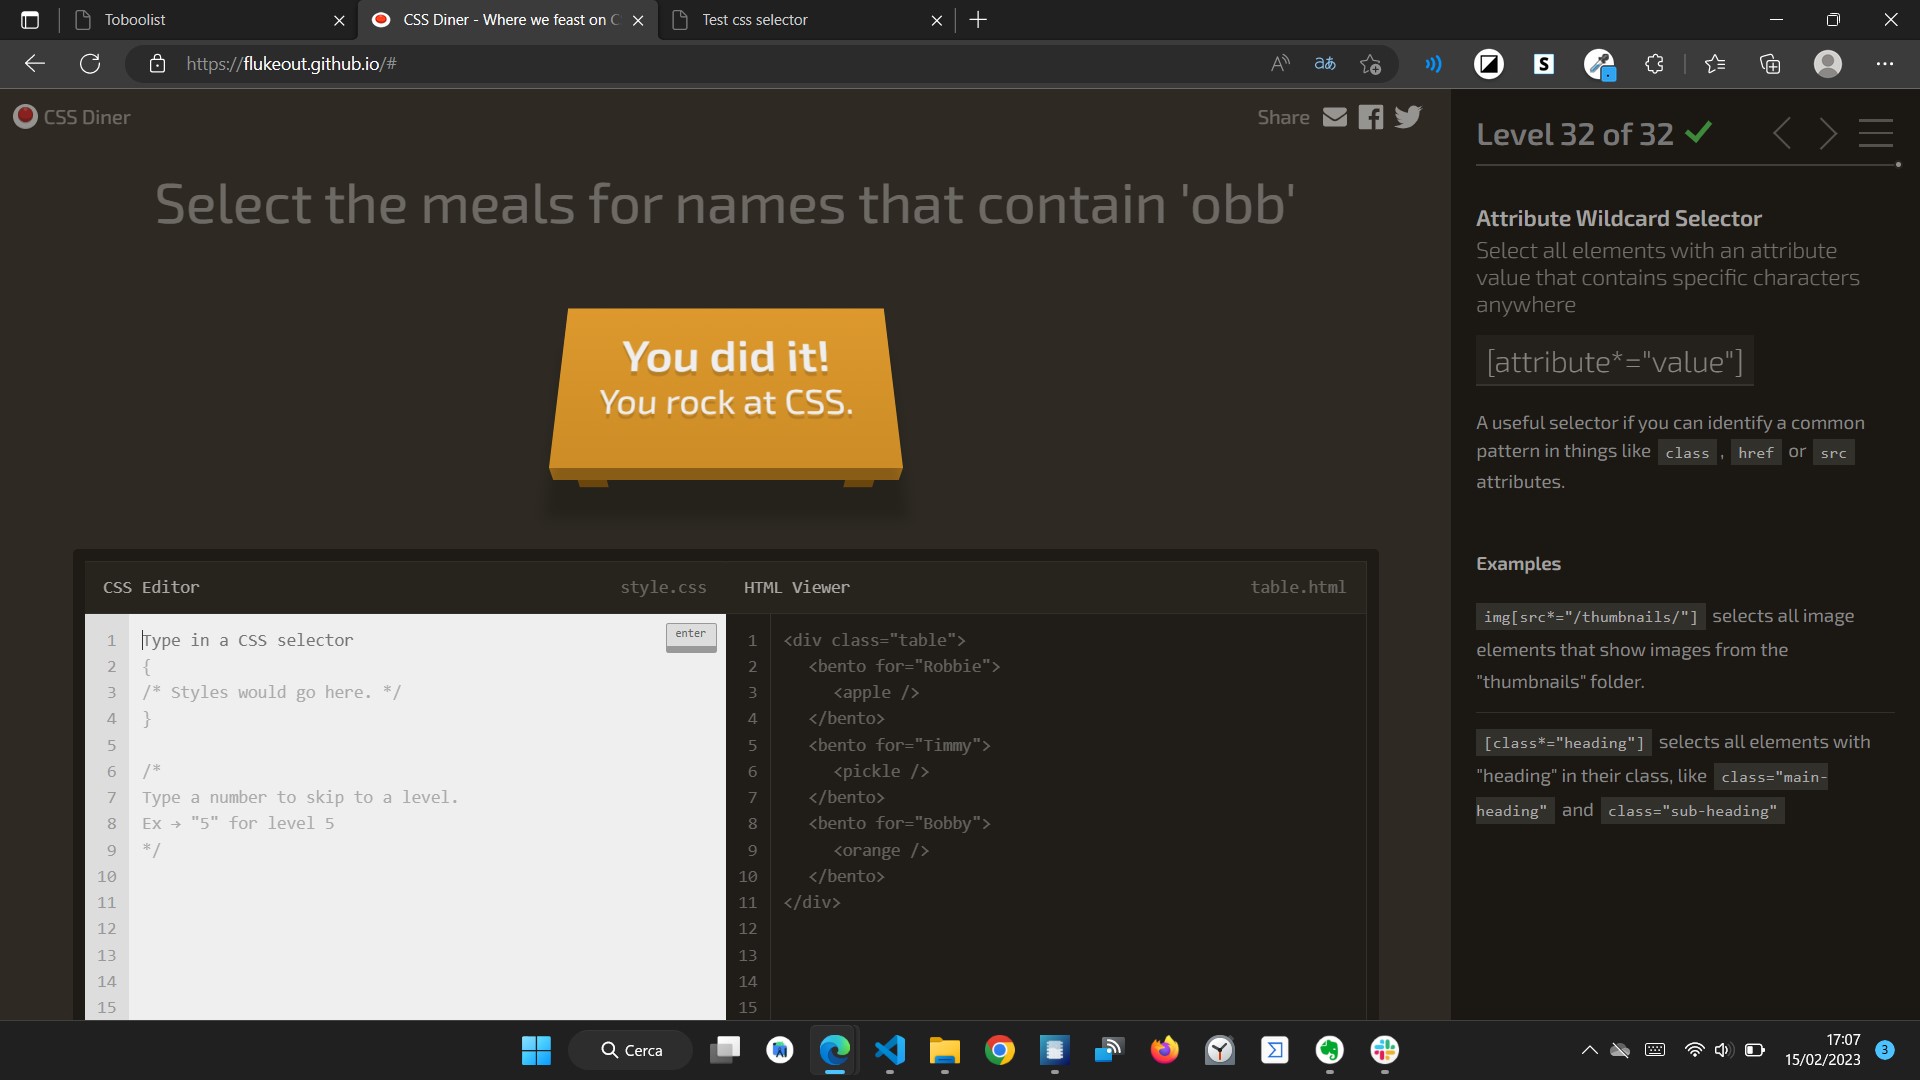 Toboolist
CSS Diner - Where we feast on C
Test css selector
https://flukeout.github.io/#
CSS Diner
Share
Select the meals for names that contain 'obb'
You did it!
You rock at CSS.
CSS Editor
style.css
HTML Viewer
table.html
1 Type in a CSS selector
enter
2 {
3 /* Styles would go here. */
4 }
5
6 /*
7 Type a number to skip to a level.
8 Ex → "5" for level 5
9 */
10
11
12
13
14
15
1 <div class="table">
2 <bento for="Robbie">
3 <apple />
4 </bento>
5 <bento for="Timmy">
6 <pickle />
7 </bento>
8 <bento for="Bobby">
9 <orange />
10 </bento>
11 </div>
12
13
14
15
Level 32 of 32
Attribute Wildcard Selector
Select all elements with an attribute
value that contains specific characters
anywhere
[attribute*="value"]
A useful selector if you can identify a common
pattern in things like class , href or src
attributes.
Examples
img[src*="/thumbnails/"] selects all image
elements that show images from the
"thumbnails" folder.
[class*="heading"] selects all elements with
"heading" in their class, like class="main-
heading" and class="sub-heading"
Cerca
17:07
15/02/2023
3